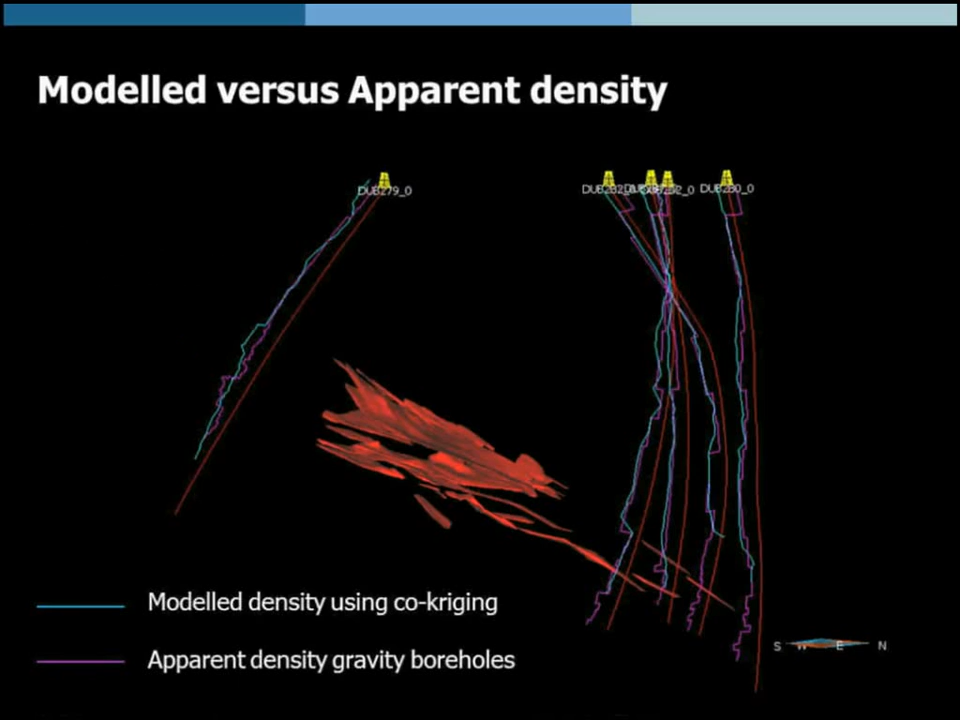 Modelled versus Apparent density
DUB279_0
DUB280_0
Modelled density using co-kriging
Apparent density gravity boreholes
S W E N